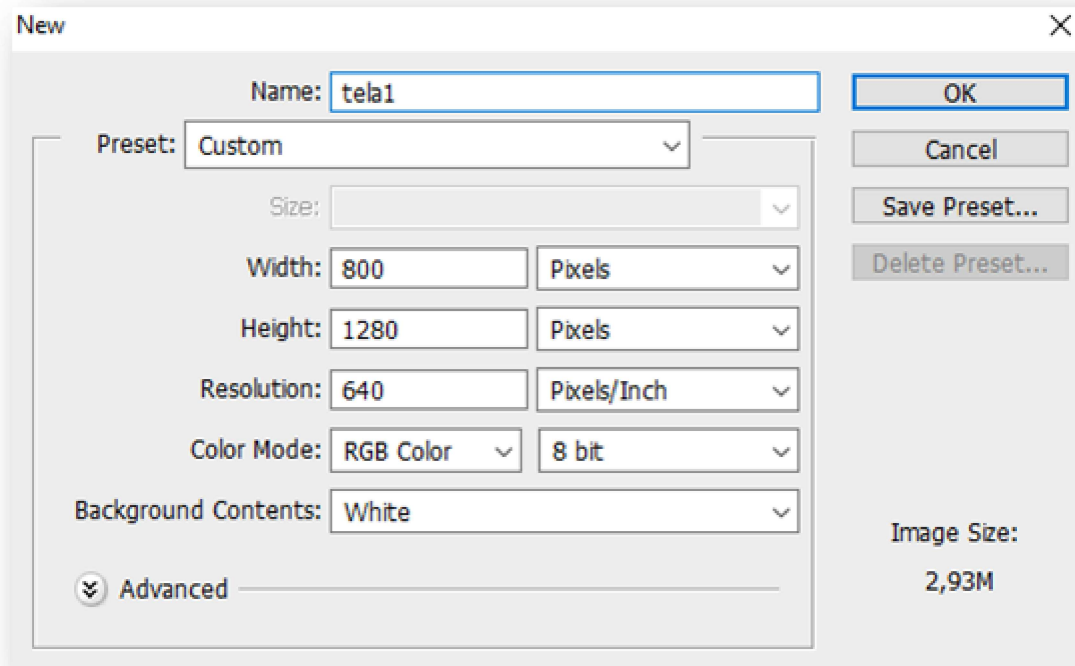 New
Name: tela1
OK
Preset: Custom
Cancel
Size:
Save Preset...
Width: 800 Pixels
Delete Preset...
Height: 1280 Pixels
Resolution: 640 Pixels/Inch
Color Mode: RGB Color 8 bit
Background Contents: White
Image Size:
2,93M
Advanced